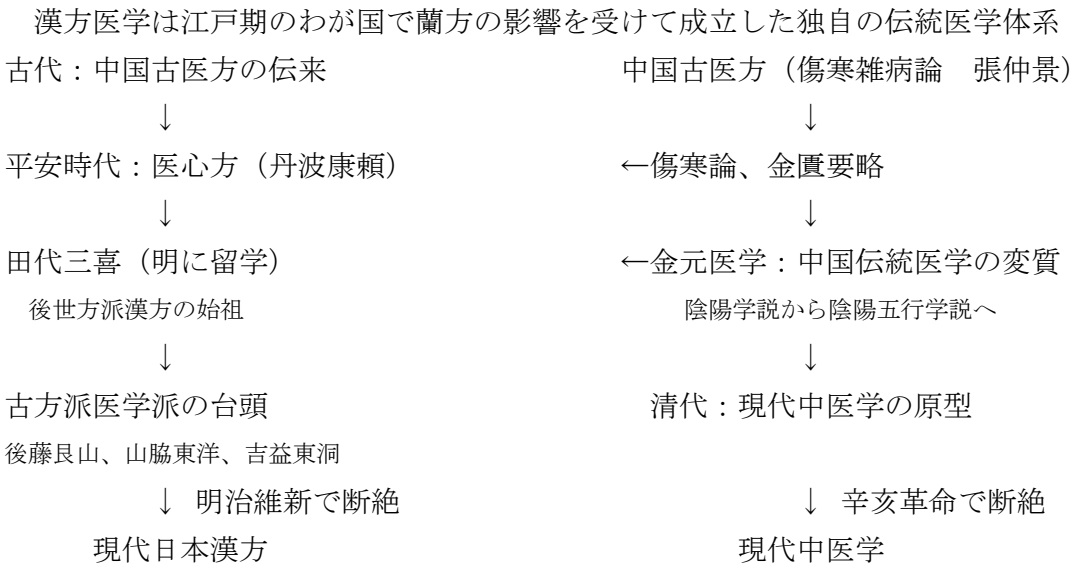 漢方医学は江戸期のわが国で蘭方の影響を受けて成立した独自の伝統医学体系
古代：中国古医方の伝来 中国古医方（傷寒雑病論 張仲景）
↓ ↓
平安時代：医心方（丹波康頼） ←傷寒論、金匱要略
↓ ↓
田代三喜（明に留学） ←金元医学：中国伝統医学の変質
後世方派漢方の始祖 陰陽学説から陰陽五行学説へ
↓ ↓
古方派医学派の台頭 清代：現代中医学の原型
後藤艮山、山脇東洋、吉益東洞
↓ 明治維新で断絶 ↓ 辛亥革命で断絶
現代日本漢方 現代中医学